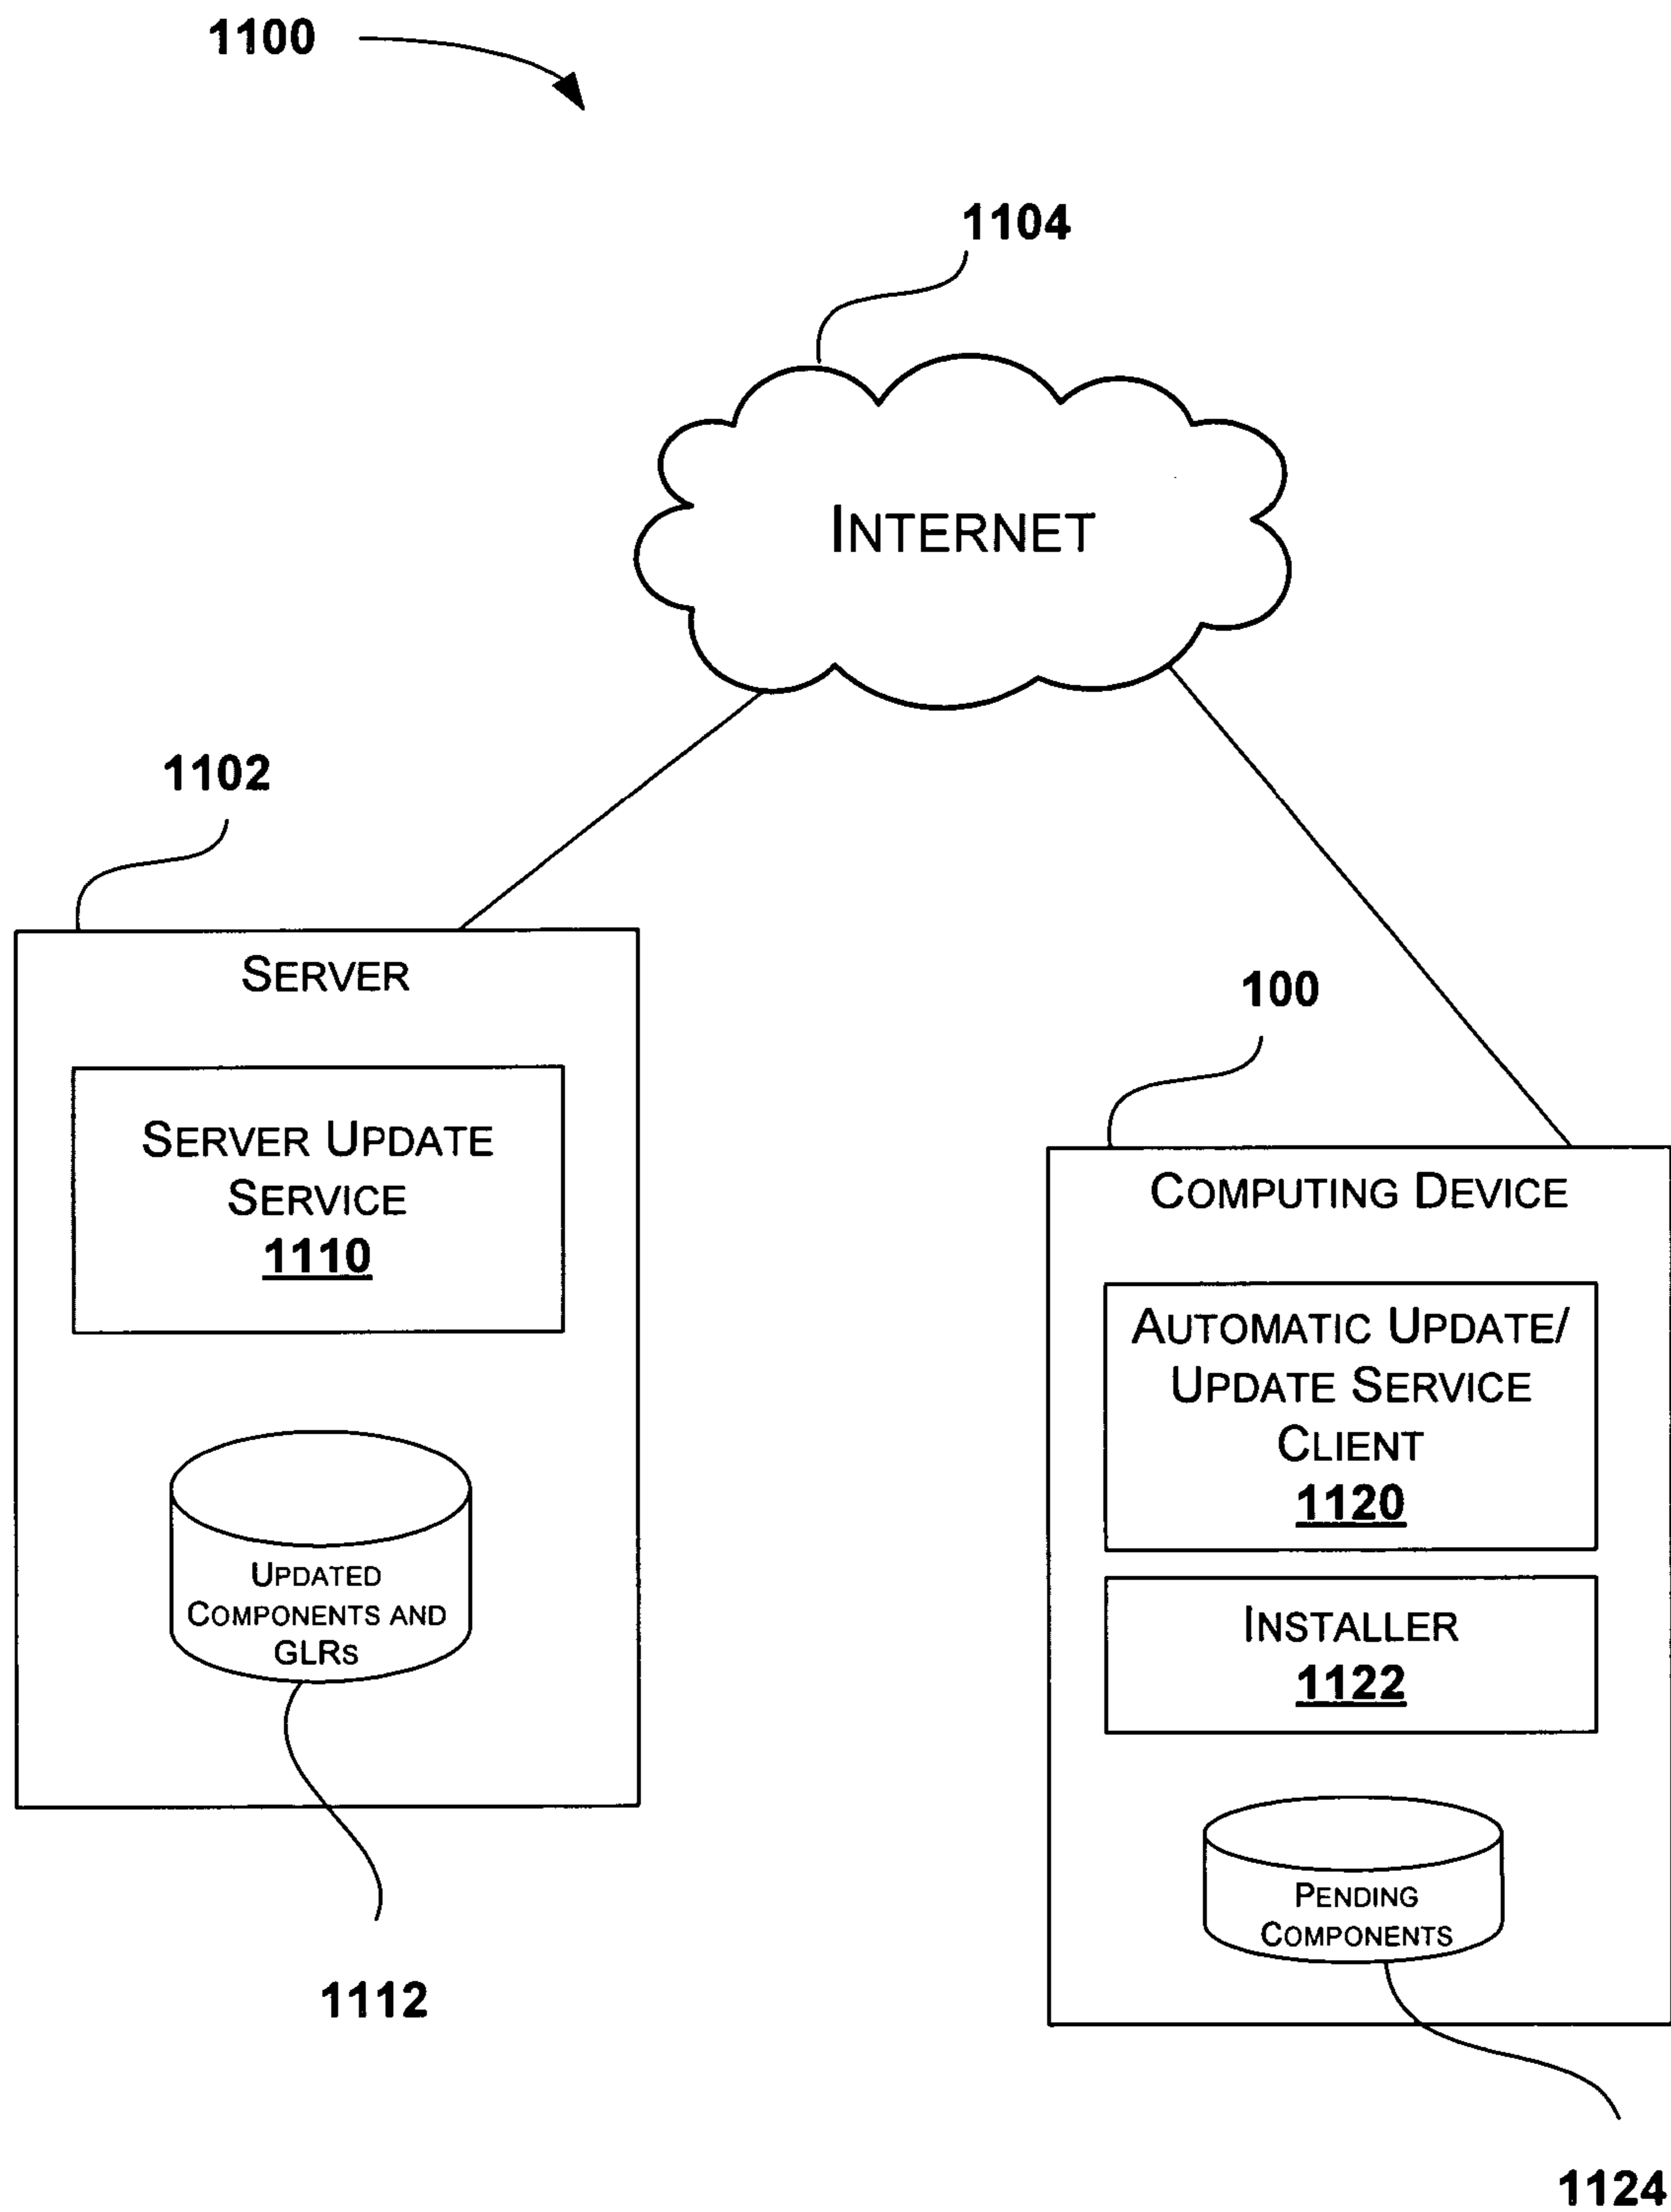 1100
1104
INTERNET
1102
SERVER
100
SERVER UPDATE
SERVICE
1110
COMPUTING DEVICE
AUTOMATIC UPDATE/
UPDATE SERVICE
CLIENT
1120
UPDATED
COMPONENTS AND
GLRS
INSTALLER
1122
PENDING
COMPONENTS
1112
1124